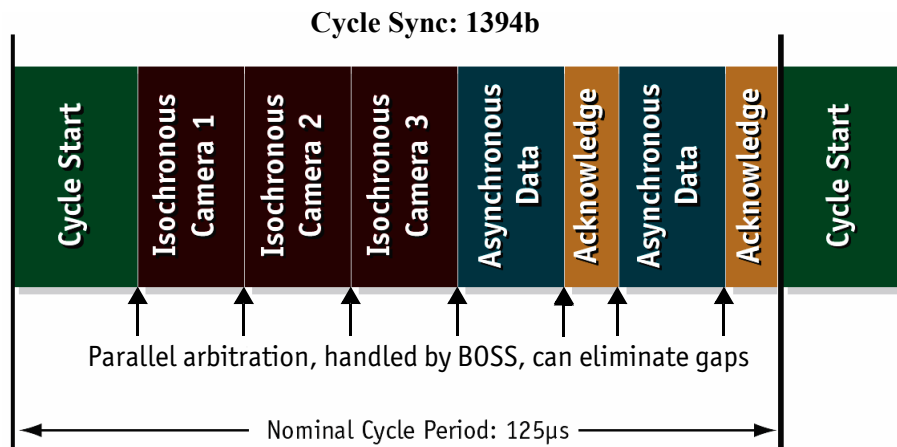 Cycle Sync: 1394b
Cycle Start
Isochronous
Camera 1
Isochronous
Camera 2
Isochronous
Camera 3
Asynchronous
Data
Acknowledge
Asynchronous
Data
Acknowledge
Cycle Start
Parallel arbitration, handled by BOSS, can eliminate gaps
Nominal Cycle Period: 125µs